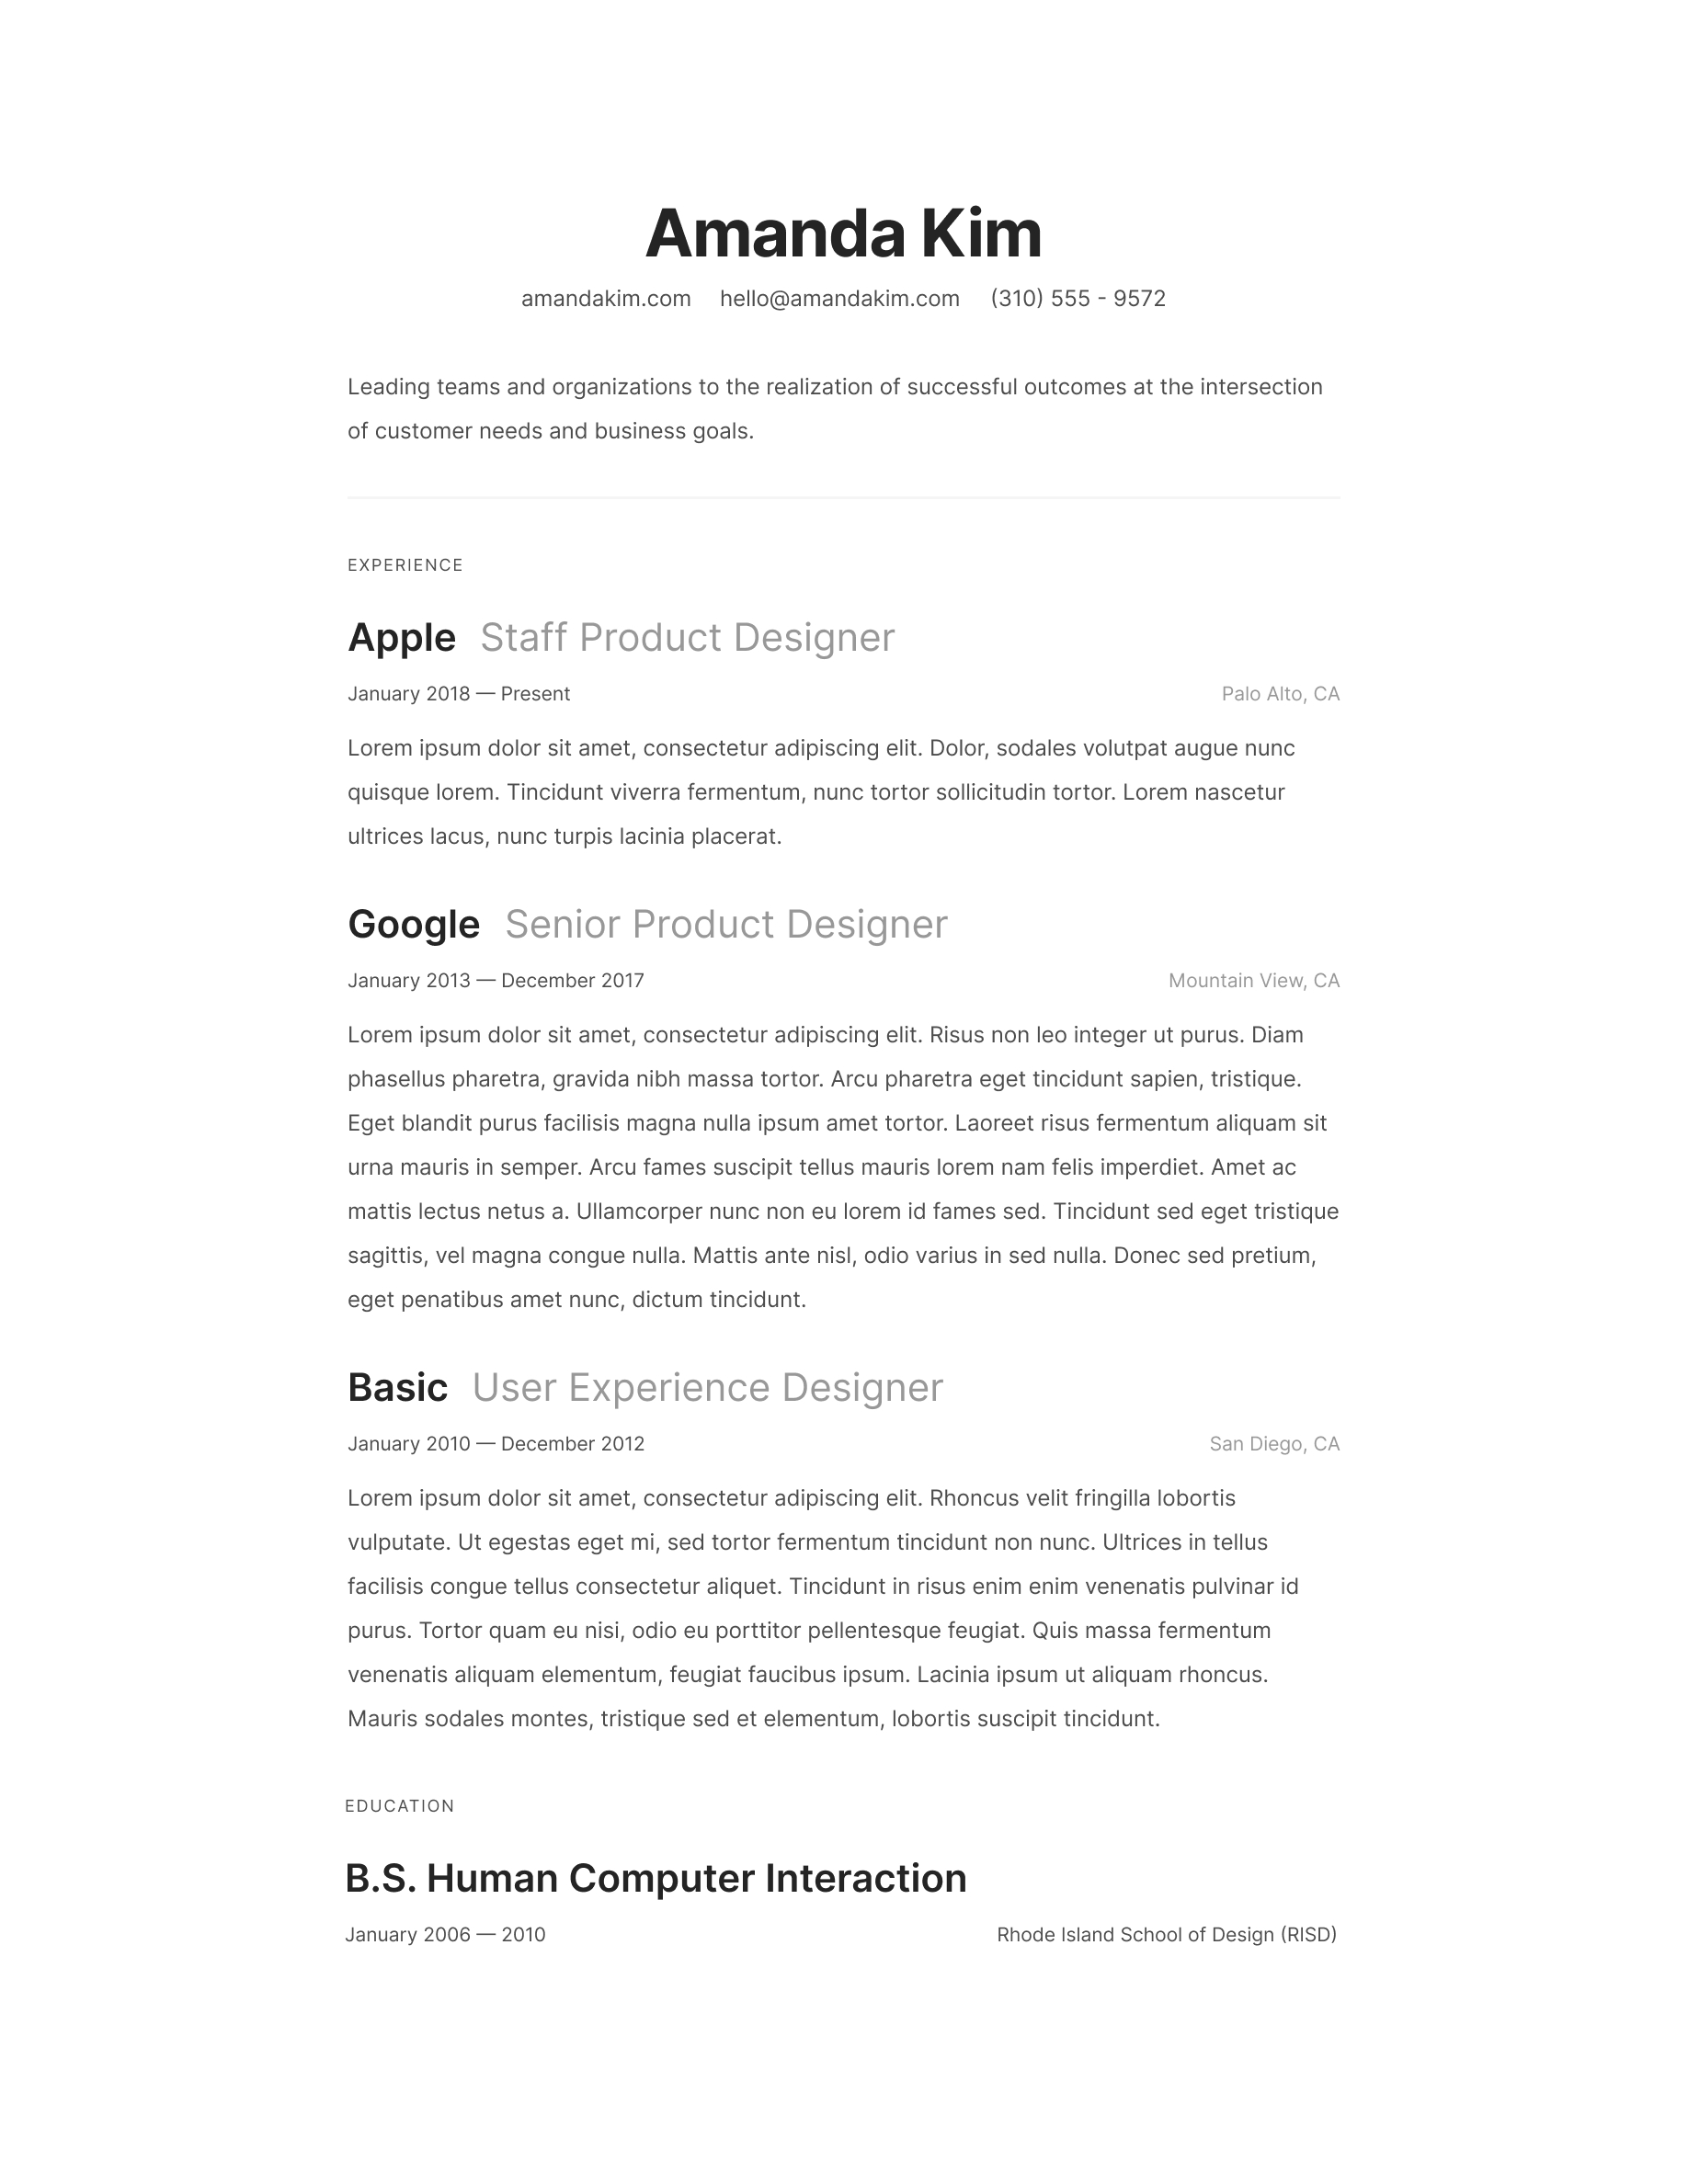 Amanda Kim
amandakim.com hello@amandakim.com (310) 555 - 9572
Leading teams and organizations to the realization of successful outcomes at the intersection
of customer needs and business goals.
EXPERIENCE
Apple Staff Product Designer
January 2018 — Present Palo Alto, CA
Lorem ipsum dolor sit amet, consectetur adipiscing elit. Dolor, sodales volutpat augue nunc
quisque lorem. Tincidunt viverra fermentum, nunc tortor sollicitudin tortor. Lorem nascetur
ultrices lacus, nunc turpis lacinia placerat.
Google Senior Product Designer
January 2013 — December 2017 Mountain View, CA
Lorem ipsum dolor sit amet, consectetur adipiscing elit. Risus non leo integer ut purus. Diam
phasellus pharetra, gravida nibh massa tortor. Arcu pharetra eget tincidunt sapien, tristique.
Eget blandit purus facilisis magna nulla ipsum amet tortor. Laoreet risus fermentum aliquam sit
urna mauris in semper. Arcu fames suscipit tellus mauris lorem nam felis imperdiet. Amet ac
mattis lectus netus a. Ullamcorper nunc non eu lorem id fames sed. Tincidunt sed eget tristique
sagittis, vel magna congue nulla. Mattis ante nisl, odio varius in sed nulla. Donec sed pretium,
eget penatibus amet nunc, dictum tincidunt.
Basic User Experience Designer
January 2010 — December 2012 San Diego, CA
Lorem ipsum dolor sit amet, consectetur adipiscing elit. Rhoncus velit fringilla lobortis
vulputate. Ut egestas eget mi, sed tortor fermentum tincidunt non nunc. Ultrices in tellus
facilisis congue tellus consectetur aliquet. Tincidunt in risus enim enim venenatis pulvinar id
purus. Tortor quam eu nisi, odio eu porttitor pellentesque feugiat. Quis massa fermentum
venenatis aliquam elementum, feugiat faucibus ipsum. Lacinia ipsum ut aliquam rhoncus.
Mauris sodales montes, tristique sed et elementum, lobortis suscipit tincidunt.
EDUCATION
B.S. Human Computer Interaction
January 2006 — 2010 Rhode Island School of Design (RISD)